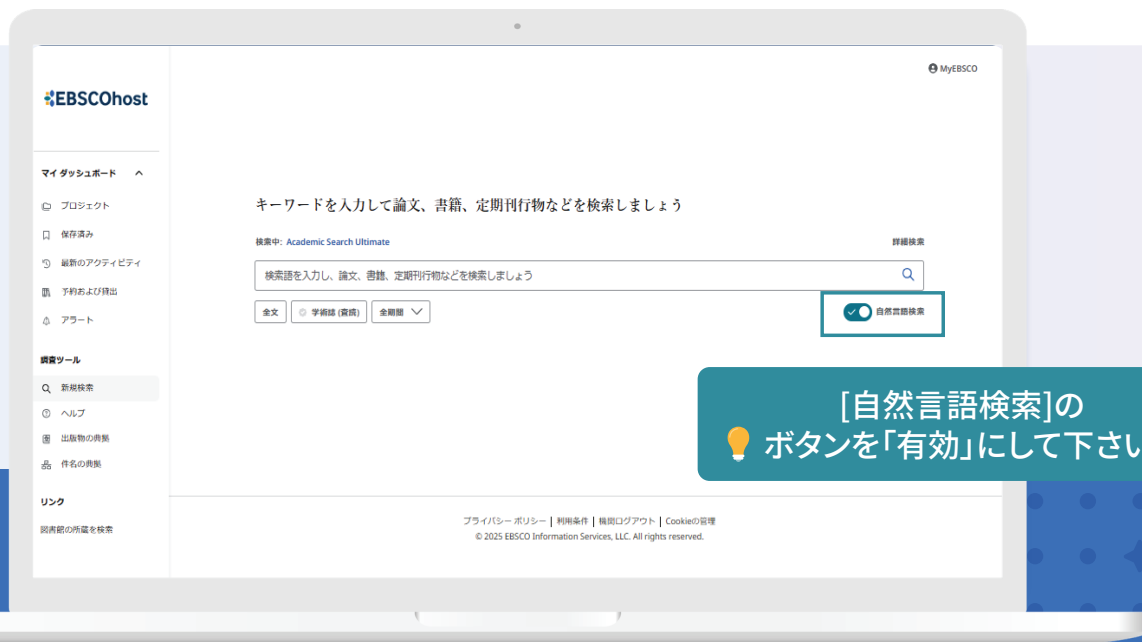 MyEBSCO
EBSCOhost
マイ ダッシュボード
プロジェクト
保存済み
最新のアクティビティ
予約および貸出
アラート
調査ツール
新規検索
ヘルプ
出版物の典拠
件名の典拠
リンク
図書館の所蔵を検索
キーワードを入力して論文、書籍、定期刊行物などを検索しましょう
検索中: Academic Search Ultimate
詳細検索
検索語を入力し、論文、書籍、定期刊行物などを検索しましょう
全文 学術誌 (査読) 全期間
自然言語検索
[自然言語検索]の
ボタンを「有効」にして下さい
プライバシー ポリシー | 利用条件 | 機関ログアウト | Cookieの管理
© 2025 EBSCO Information Services, LLC. All rights reserved.